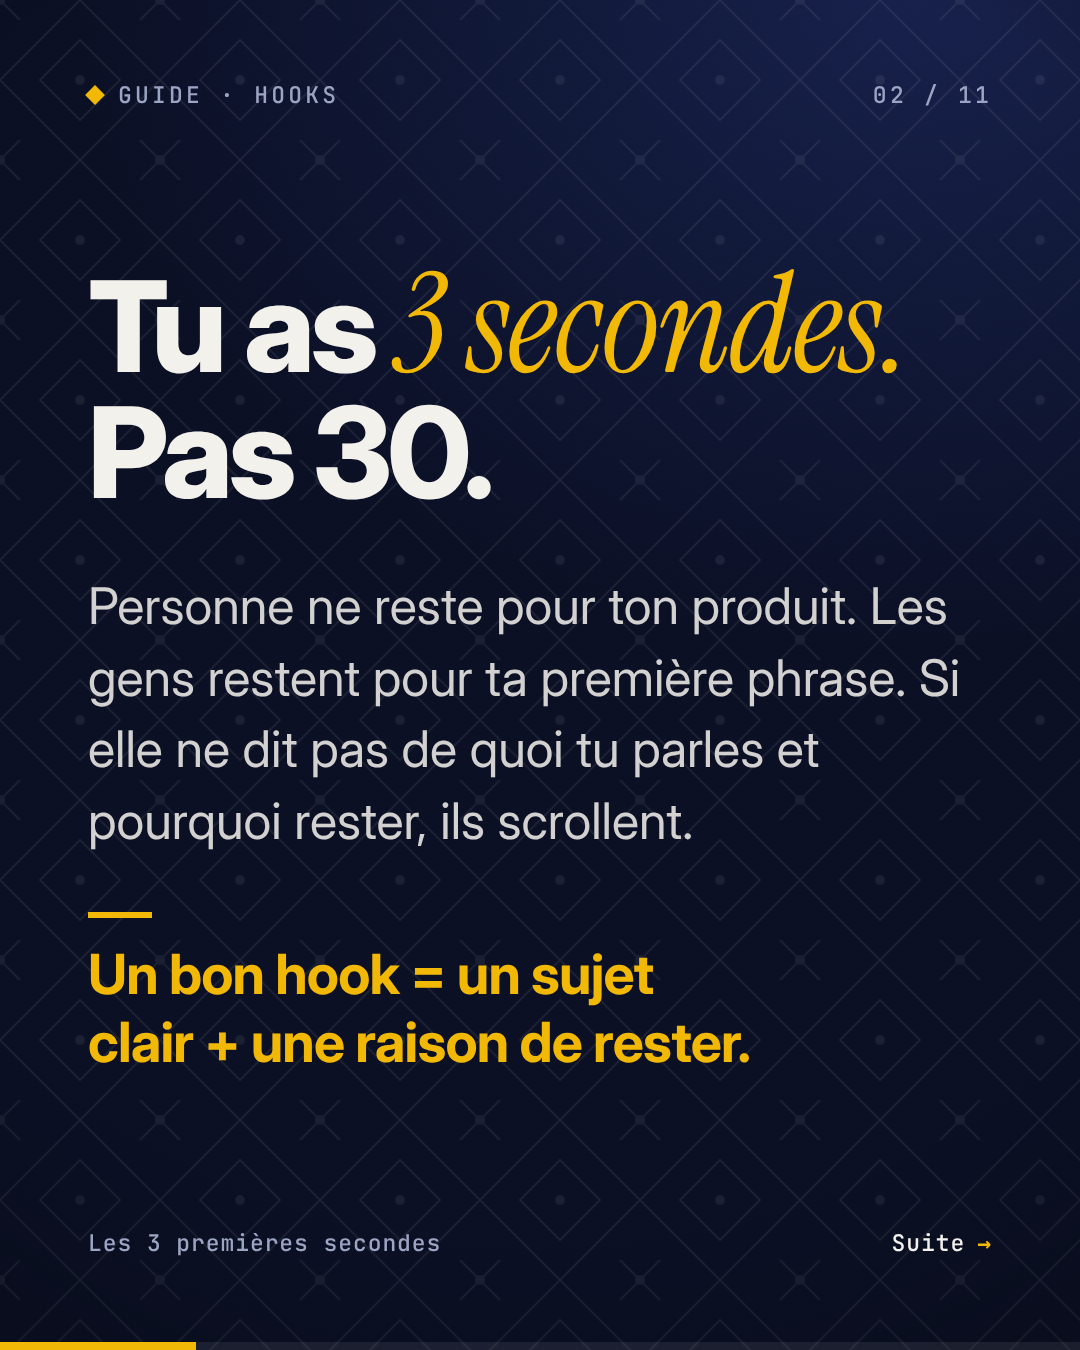 GUIDE · HOOKS
02 / 11
Tu as 3 secondes.
Pas 30.
Personne ne reste pour ton produit. Les
gens restent pour ta première phrase. Si
elle ne dit pas de quoi tu parles et
pourquoi rester, ils scrollent.
Un bon hook = un sujet
clair + une raison de rester.
Les 3 premières secondes
Suite →